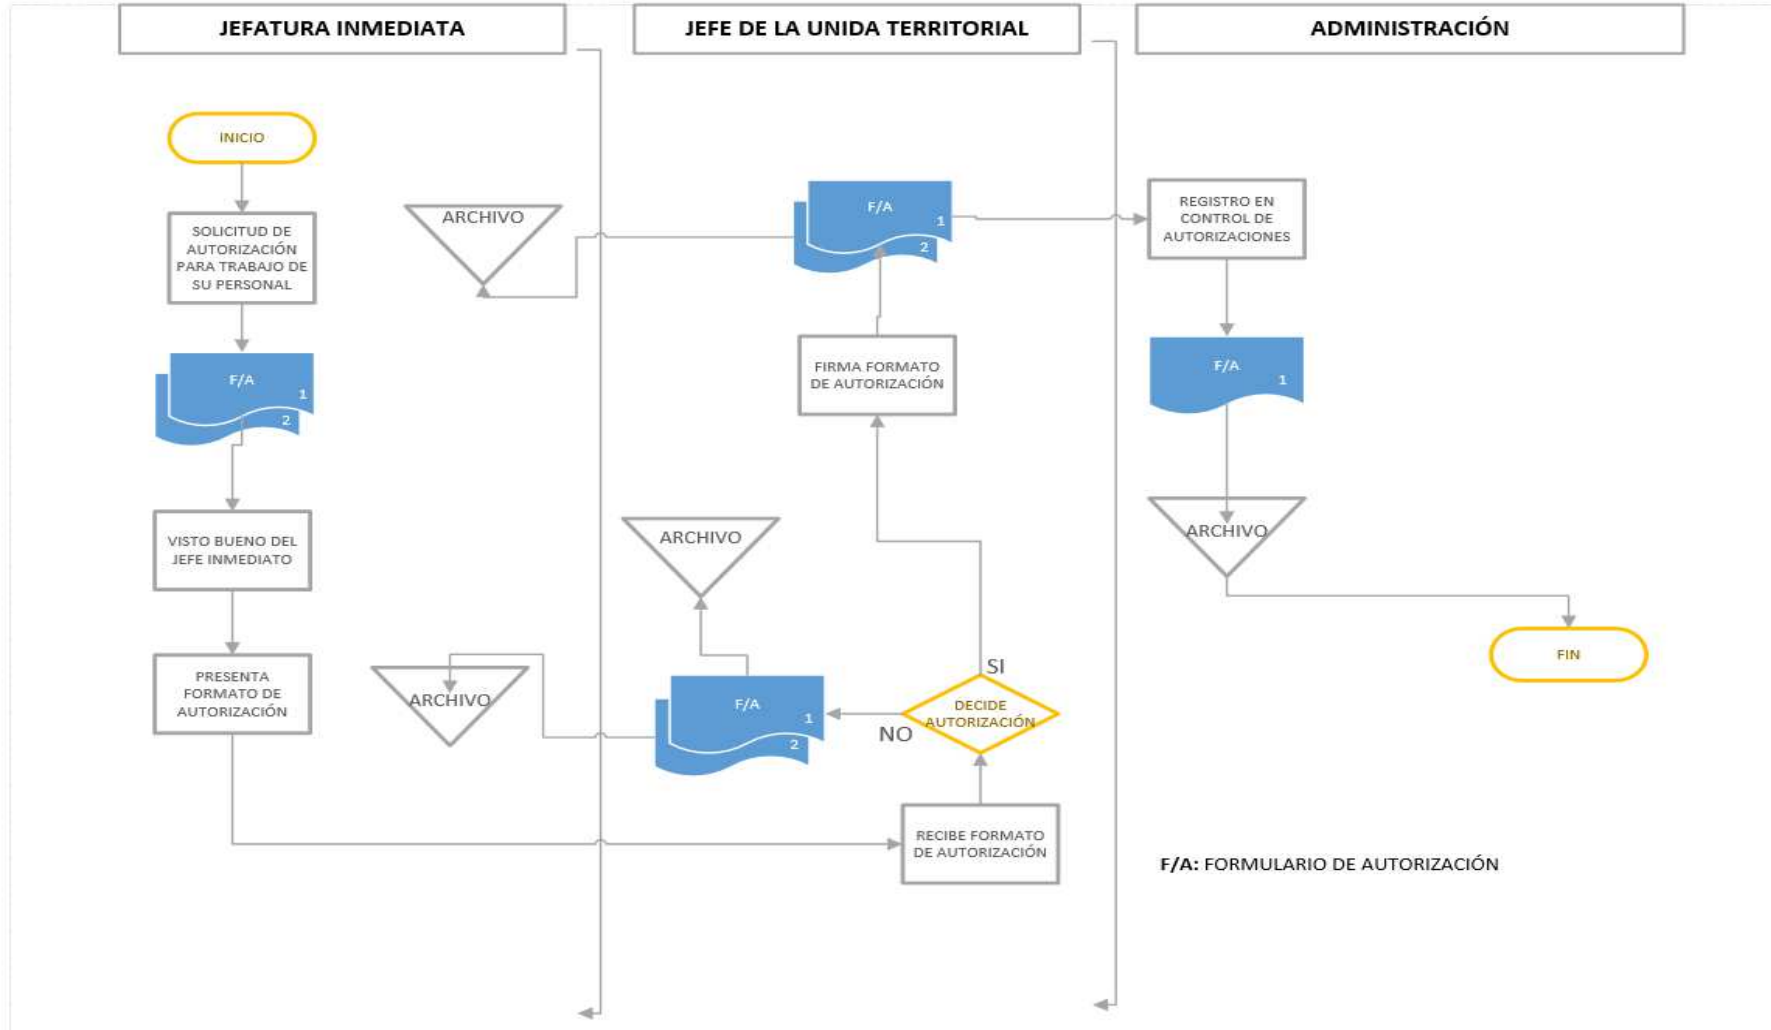 JEFATURA INMEDIATA
JEFE DE LA UNIDA TERRITORIAL
ADMINISTRACIÓN
INICIO
SOLICITUD DE
AUTORIZACIÓN
PARA TRABAJO DE
SU PERSONAL
F/A
1
2
VISTO BUENO DEL
JEFE INMEDIATO
PRESENTA
FORMATO DE
AUTORIZACIÓN
ARCHIVO
ARCHIVO
F/A
1
2
FIRMA FORMATO
DE AUTORIZACIÓN
ARCHIVO
F/A
1
2
SI
DECIDE
AUTORIZACIÓN
NO
RECIBE FORMATO
DE AUTORIZACIÓN
REGISTRO EN
CONTROL DE
AUTORIZACIONES
F/A
1
ARCHIVO
FIN
F/A: FORMULARIO DE AUTORIZACIÓN